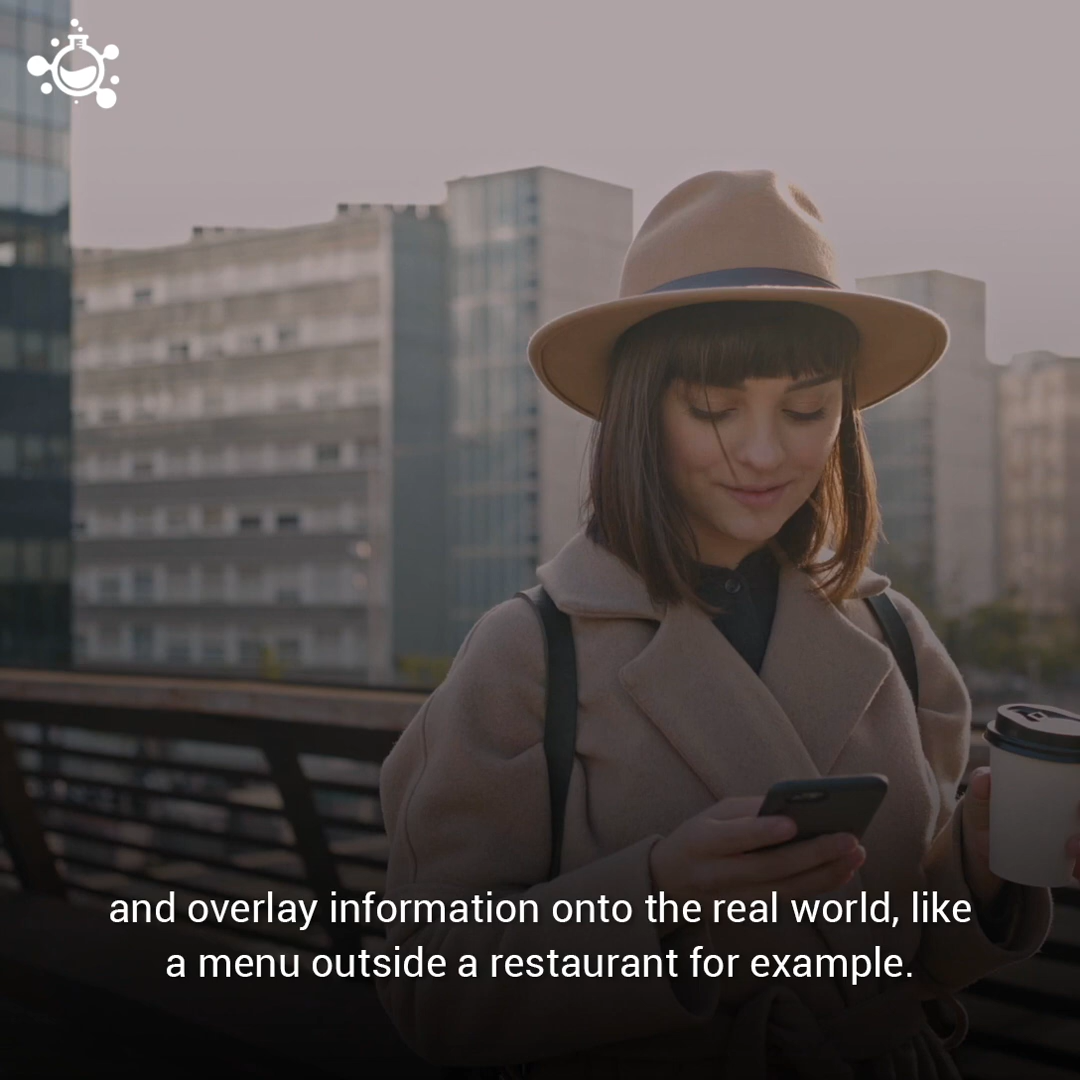 and overlay information onto the real world, like
a menu outside a restaurant for example.